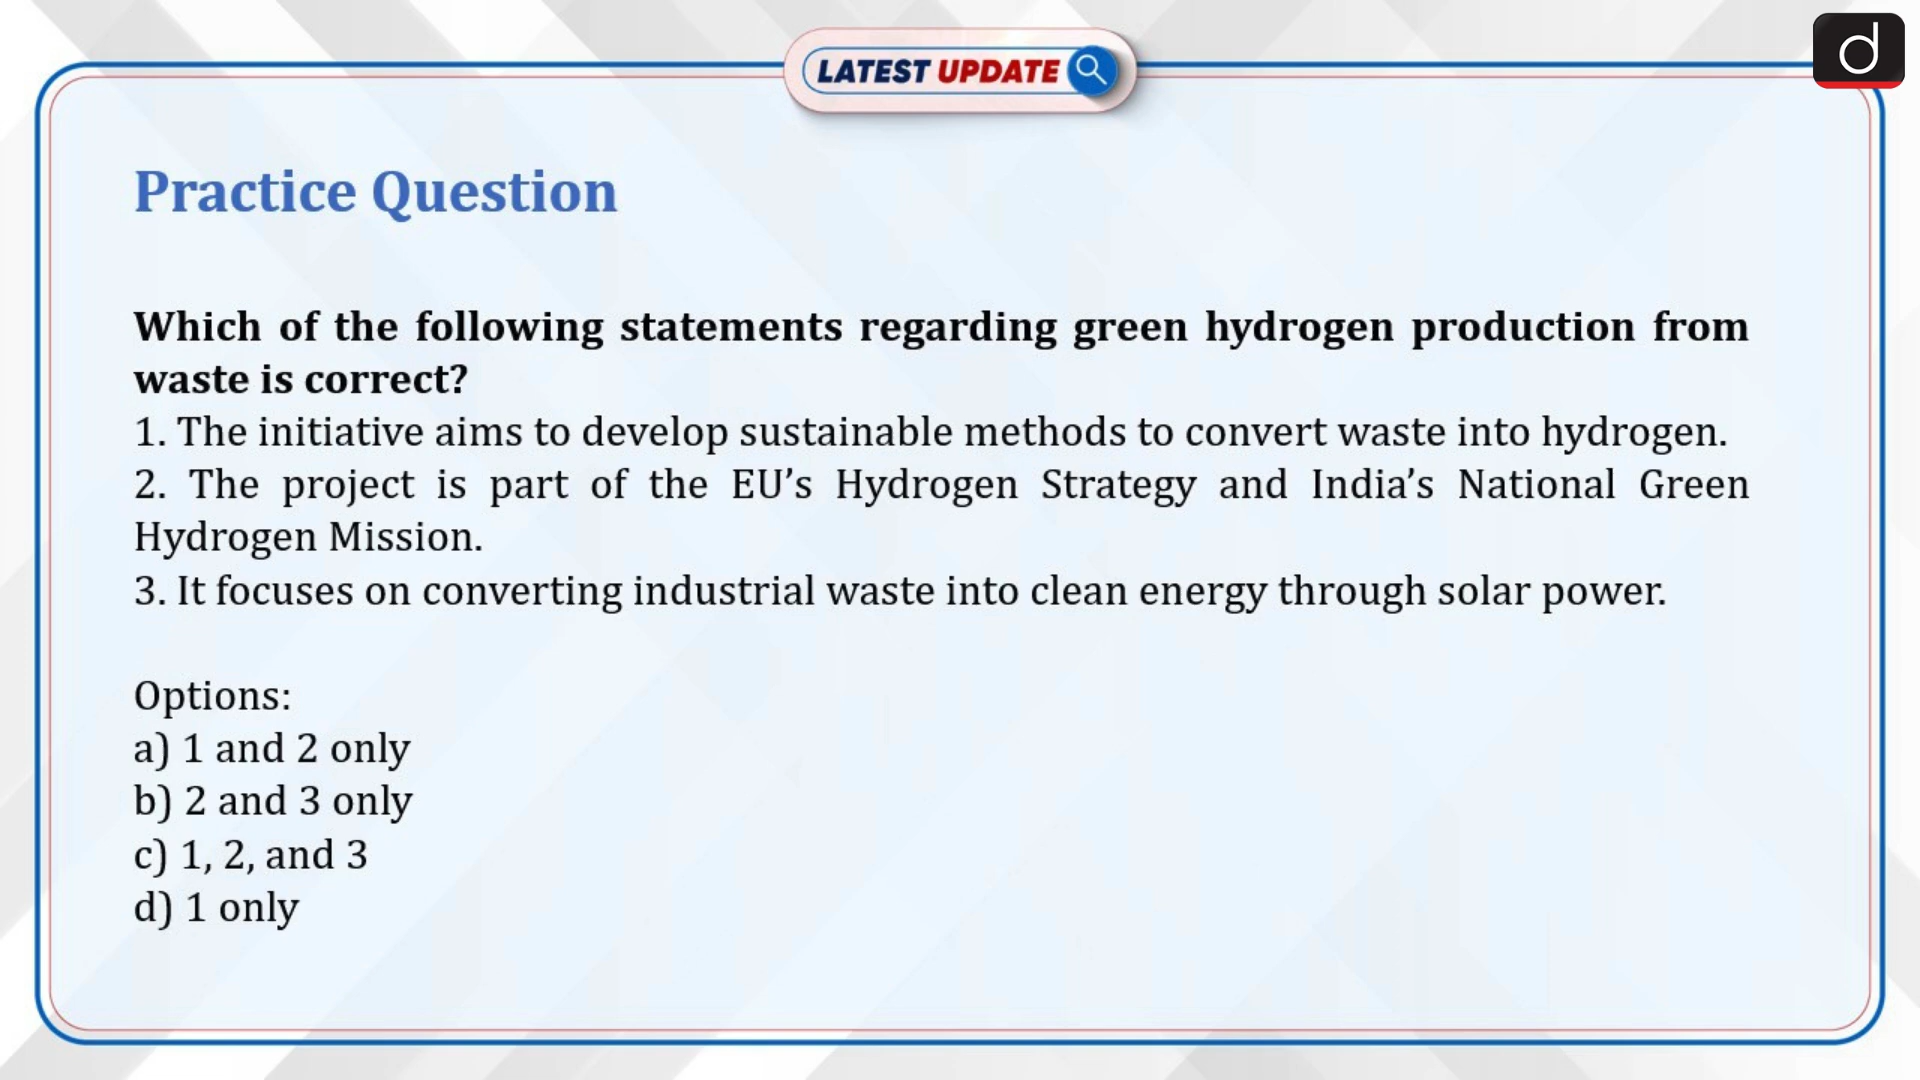 LATEST UPDATE
d
Practice Question
Which of the following statements regarding green hydrogen production from
waste is correct?
1. The initiative aims to develop sustainable methods to convert waste into hydrogen.
2. The project is part of the EU’s Hydrogen Strategy and India’s National Green
Hydrogen Mission.
3. It focuses on converting industrial waste into clean energy through solar power.
Options:
a) 1 and 2 only
b) 2 and 3 only
c) 1, 2, and 3
d) 1 only